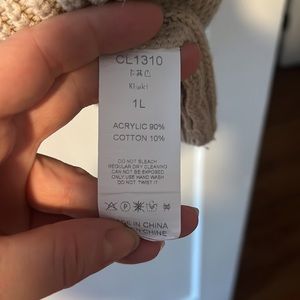 CL1310
卡其色
Khaki
1L
ACRYLIC 90%
COTTON 10%
DO NOT BLEACH
REGULAR DRY CLEANING
CAN NOT BE EXPOSED
ONLY USE HAND WASH
DO NOT TWIST IT
IN CHINA
CHINE